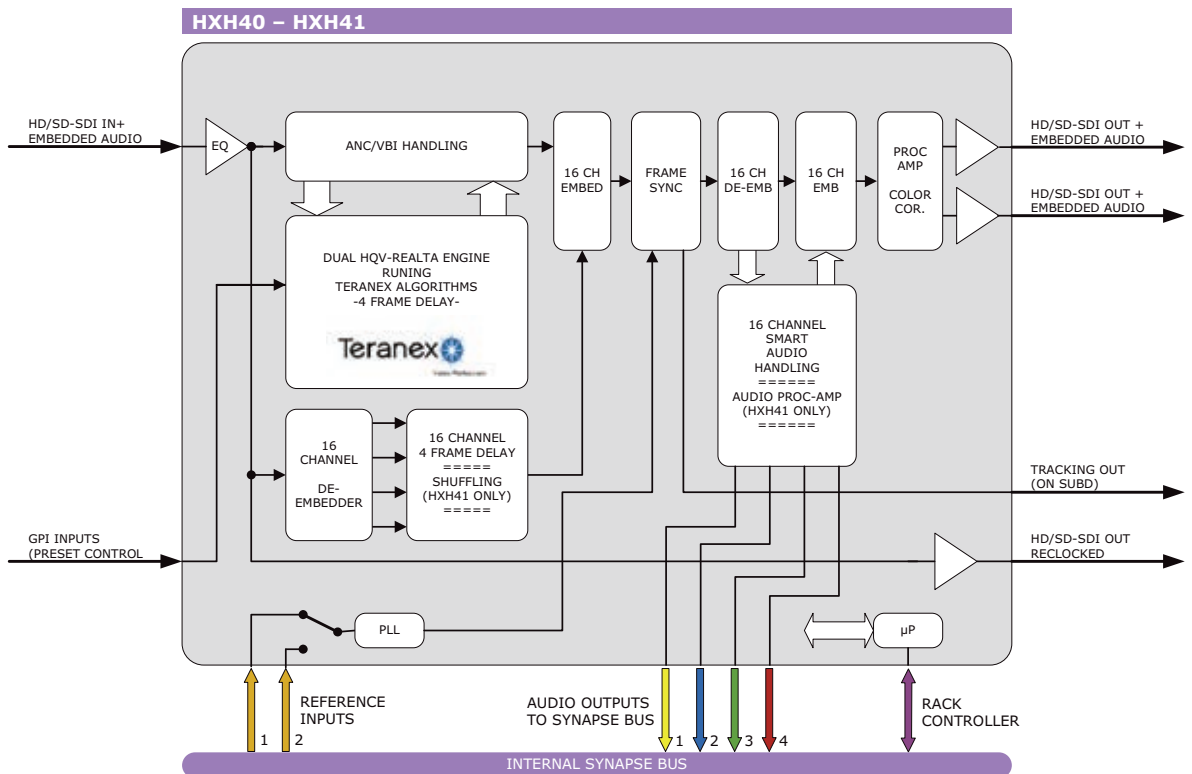 HXH40 – HXH41
HD/SD-SDI IN+
EMBEDDED AUDIO
EQ
ANC/VBI HANDLING
16 CH
EMBED
FRAME
SYNC
16 CH
DE-EMB
16 CH
EMB
PROC
AMP
COLOR
COR.
HD/SD-SDI OUT +
EMBEDDED AUDIO
HD/SD-SDI OUT +
EMBEDDED AUDIO
DUAL HQV-REALTA ENGINE
RUNING
TERANEX ALGORITHMS
-4 FRAME DELAY-
Teranex
16 CHANNEL
SMART
AUDIO
HANDLING
======
AUDIO PROC-AMP
(HXH41 ONLY)
======
16
CHANNEL
DE-
EMBEDDER
16 CHANNEL
4 FRAME DELAY
=====
SHUFFLING
(HXH41 ONLY)
=====
TRACKING OUT
(ON SUBD)
GPI INPUTS
(PRESET CONTROL
HD/SD-SDI OUT
RECLOCKED
PLL
µP
REFERENCE
INPUTS
1
2
AUDIO OUTPUTS
TO SYNAPSE BUS
1
2
3
4
RACK
CONTROLLER
INTERNAL SYNAPSE BUS